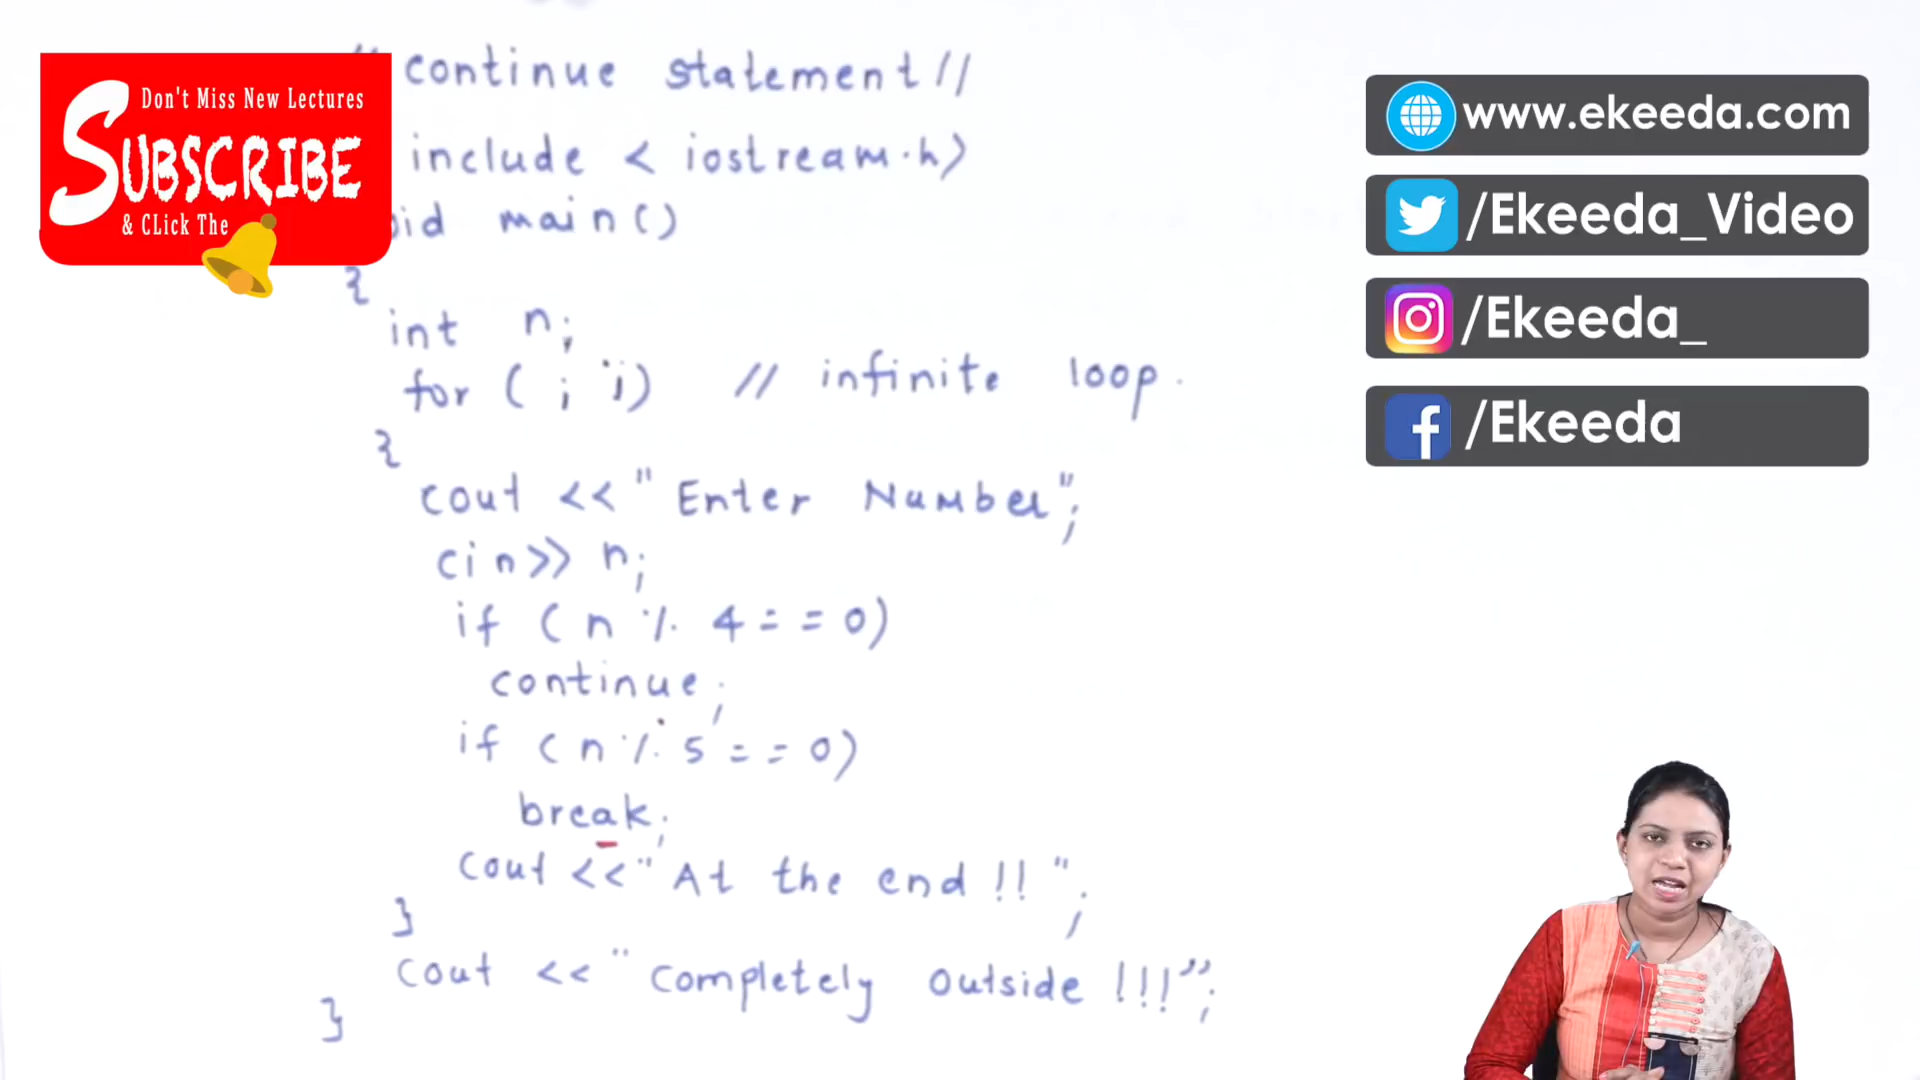 // continue statement //
include < iostream.h>
oid main()
{
int n;
for ( ; ;) // infinite loop.
{
cout << " Enter Number";
cin>> n;
if ( n % 4 = = 0)
continue;
if ( n % 5 = = 0)
break;
cout <<" At the end !! ";
}
cout << " completely outside !!!";
}
Don't Miss New Lectures
SUBSCRIBE
& CLick The
www.ekeeda.com
/Ekeeda_Video
/Ekeeda_
/Ekeeda